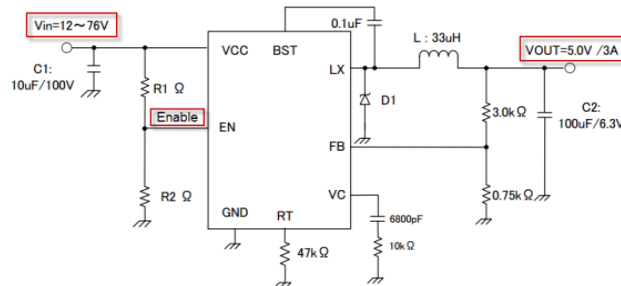 Vin=12～76V
0.1uF
L : 33uH
VOUT=5.0V /3A
VCC
BST
C1:
10uF/100V
LX
R1 Ω
D1
3.0kΩ
C2:
100uF/6.3V
Enable
EN
FB
R2 Ω
VC
0.75kΩ
GND
RT
6800pF
47kΩ
10kΩ